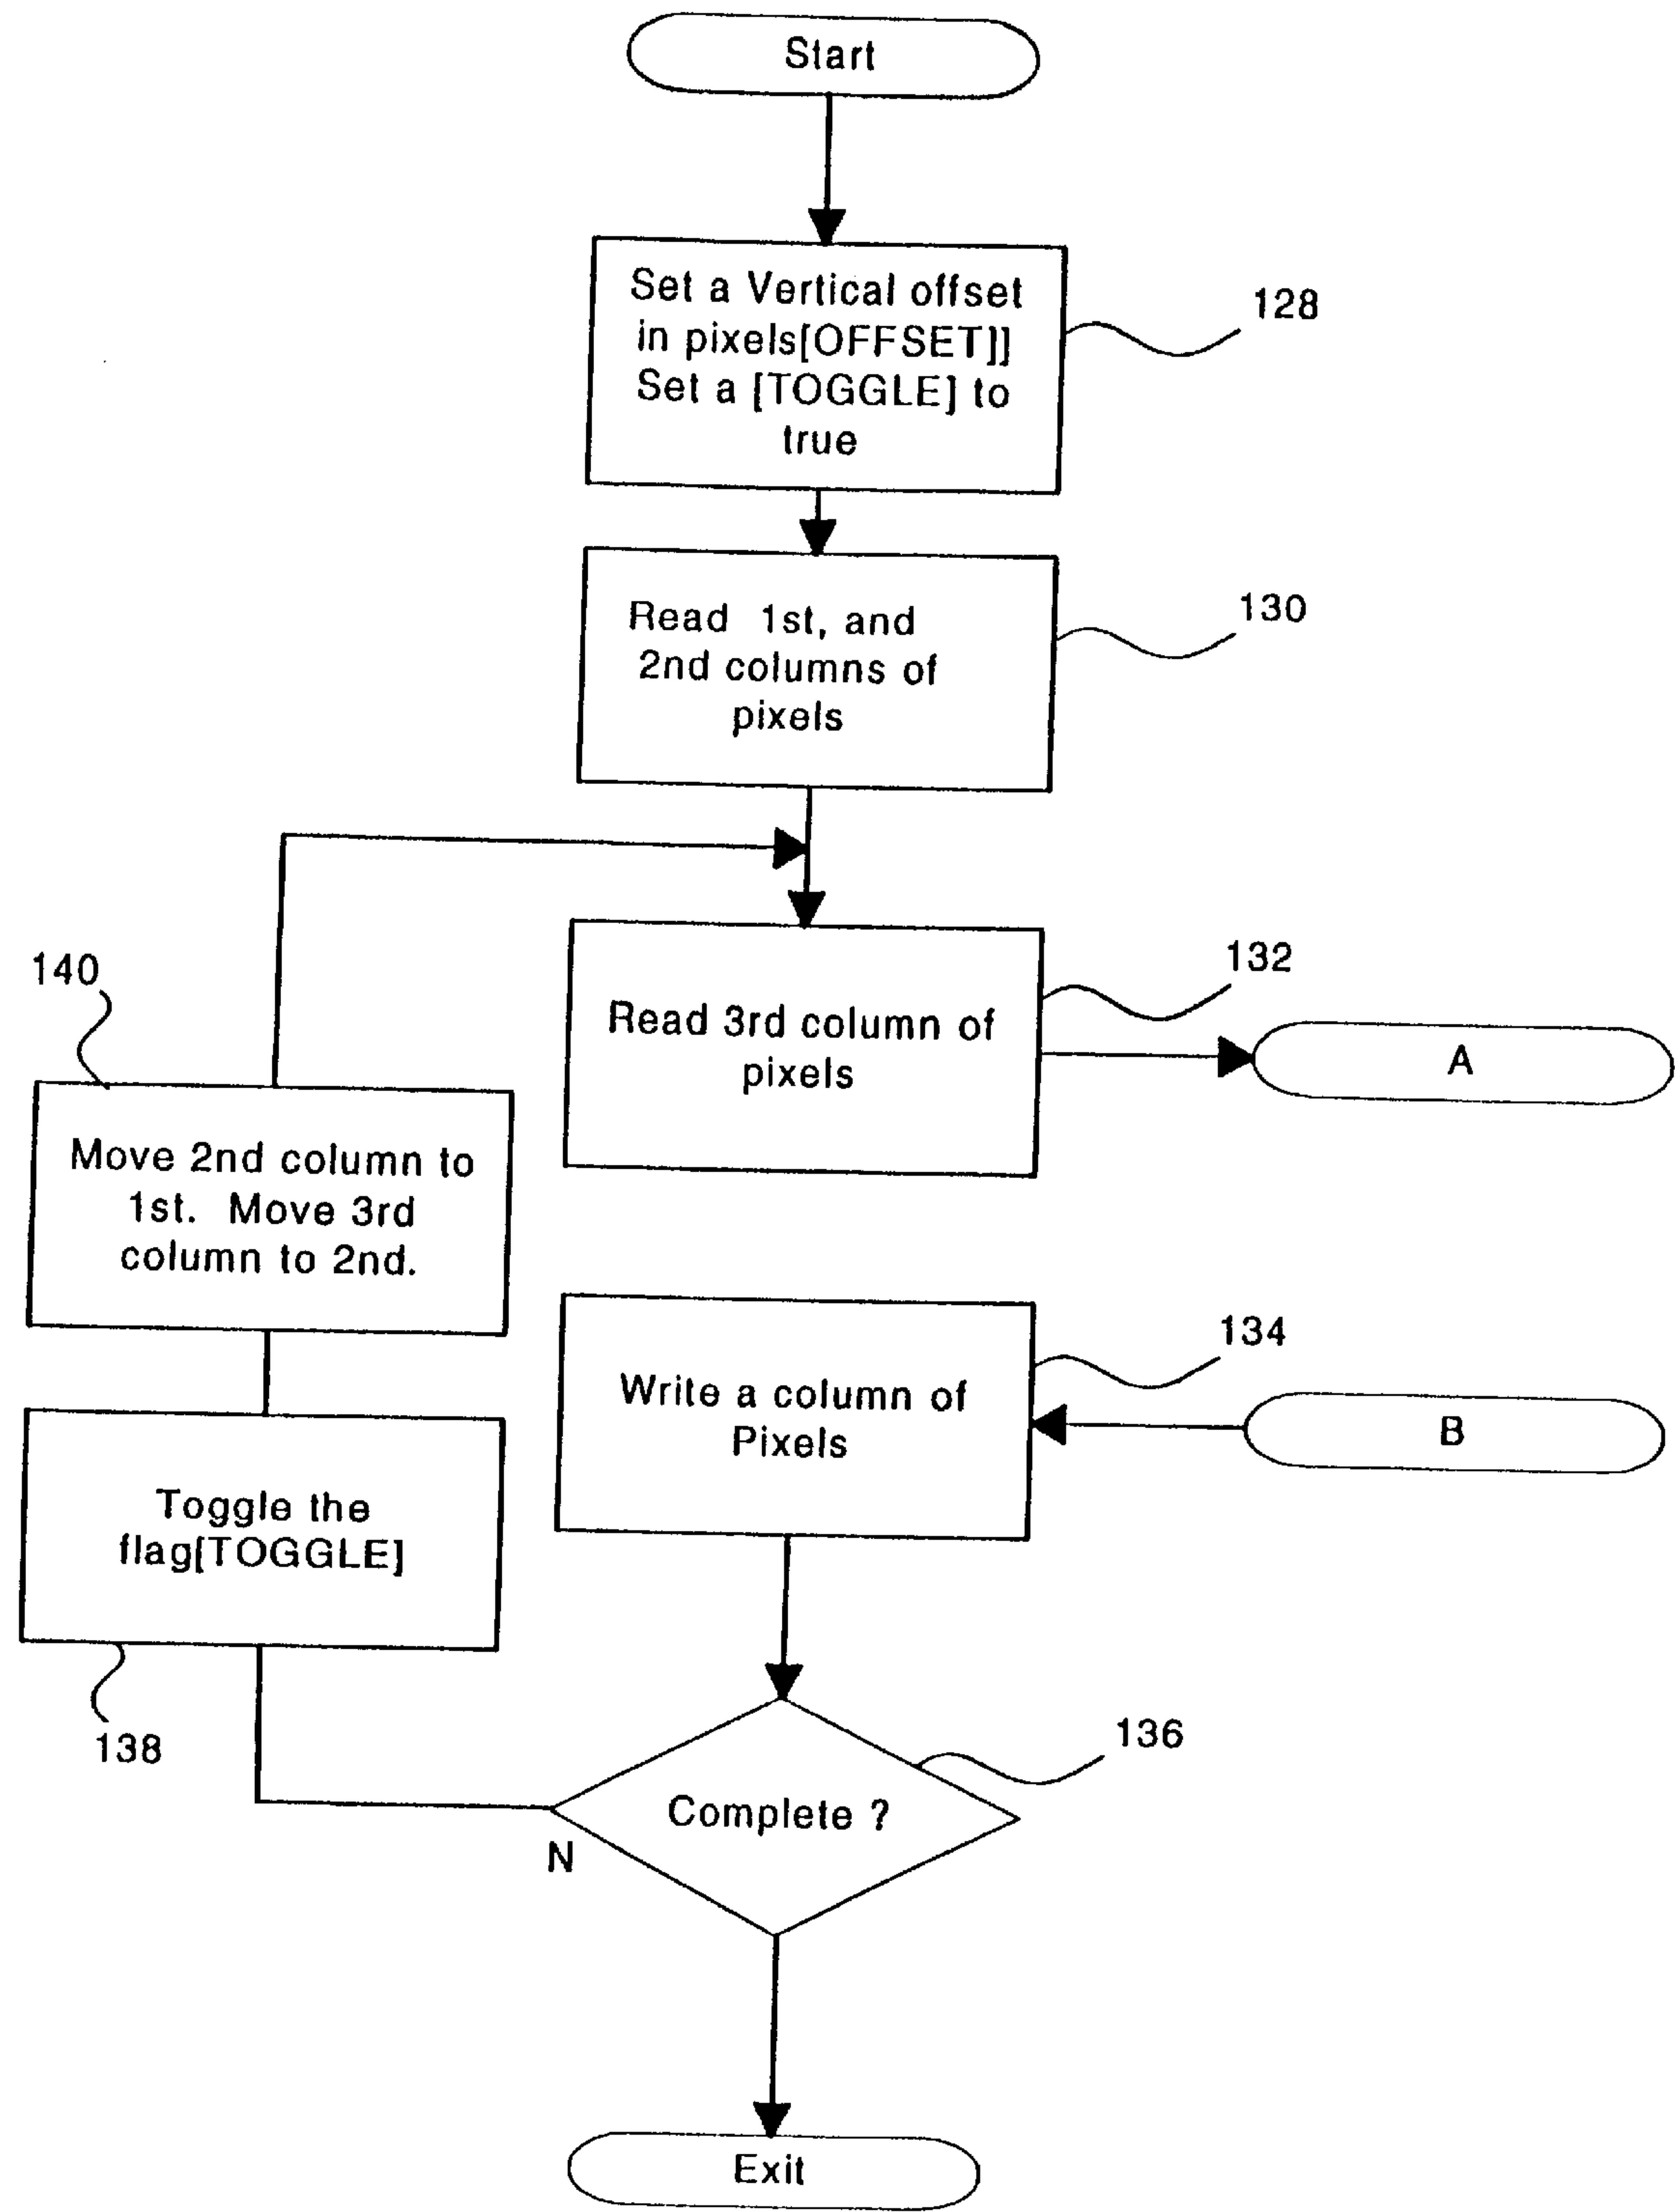 Start
Set a Vertical offset
in pixels[OFFSET]]
Set a [TOGGLE] to
true
128
Read 1st, and
2nd columns of
pixels
130
Read 3rd column of
pixels
132
A
140
Move 2nd column to
1st. Move 3rd
column to 2nd.
Write a column of
Pixels
134
B
Toggle the
flag[TOGGLE]
138
Complete ?
136
N
Exit